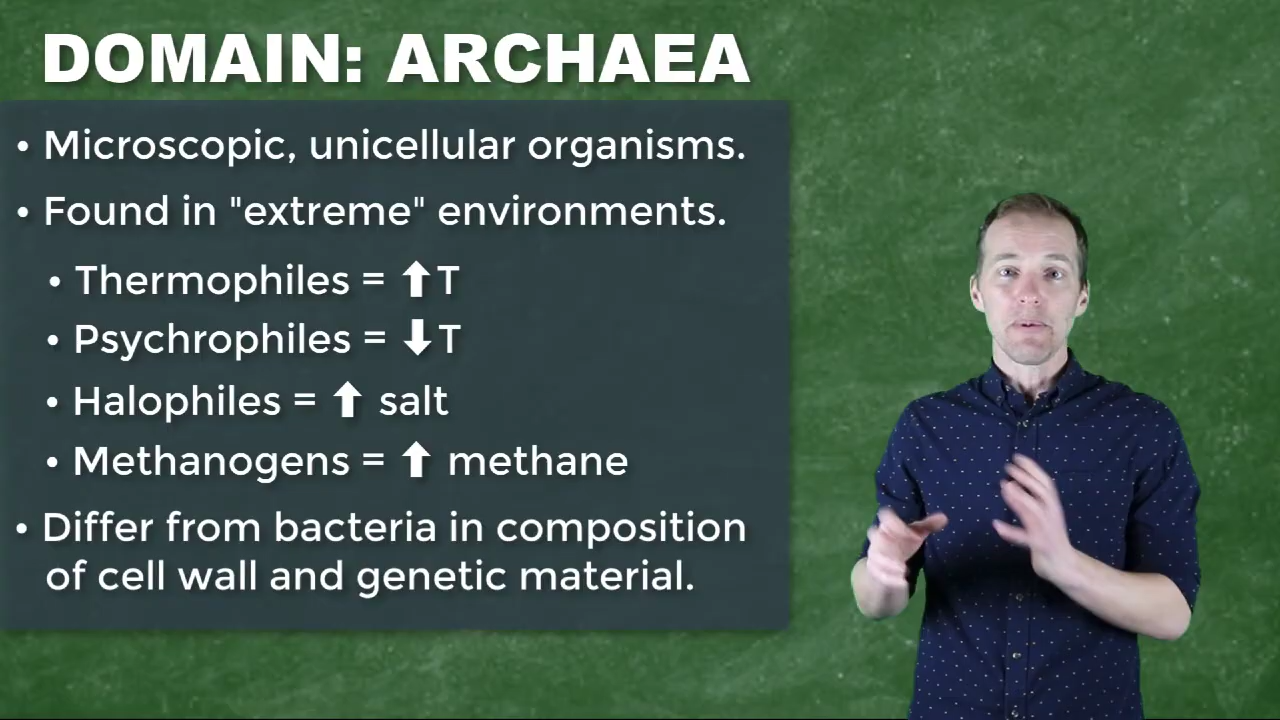 DOMAIN: ARCHAEA
• Microscopic, unicellular organisms.
• Found in "extreme" environments.
• Thermophiles = ⬆T
• Psychrophiles = ⬇T
• Halophiles = ⬆ salt
• Methanogens = ⬆ methane
• Differ from bacteria in composition
of cell wall and genetic material.